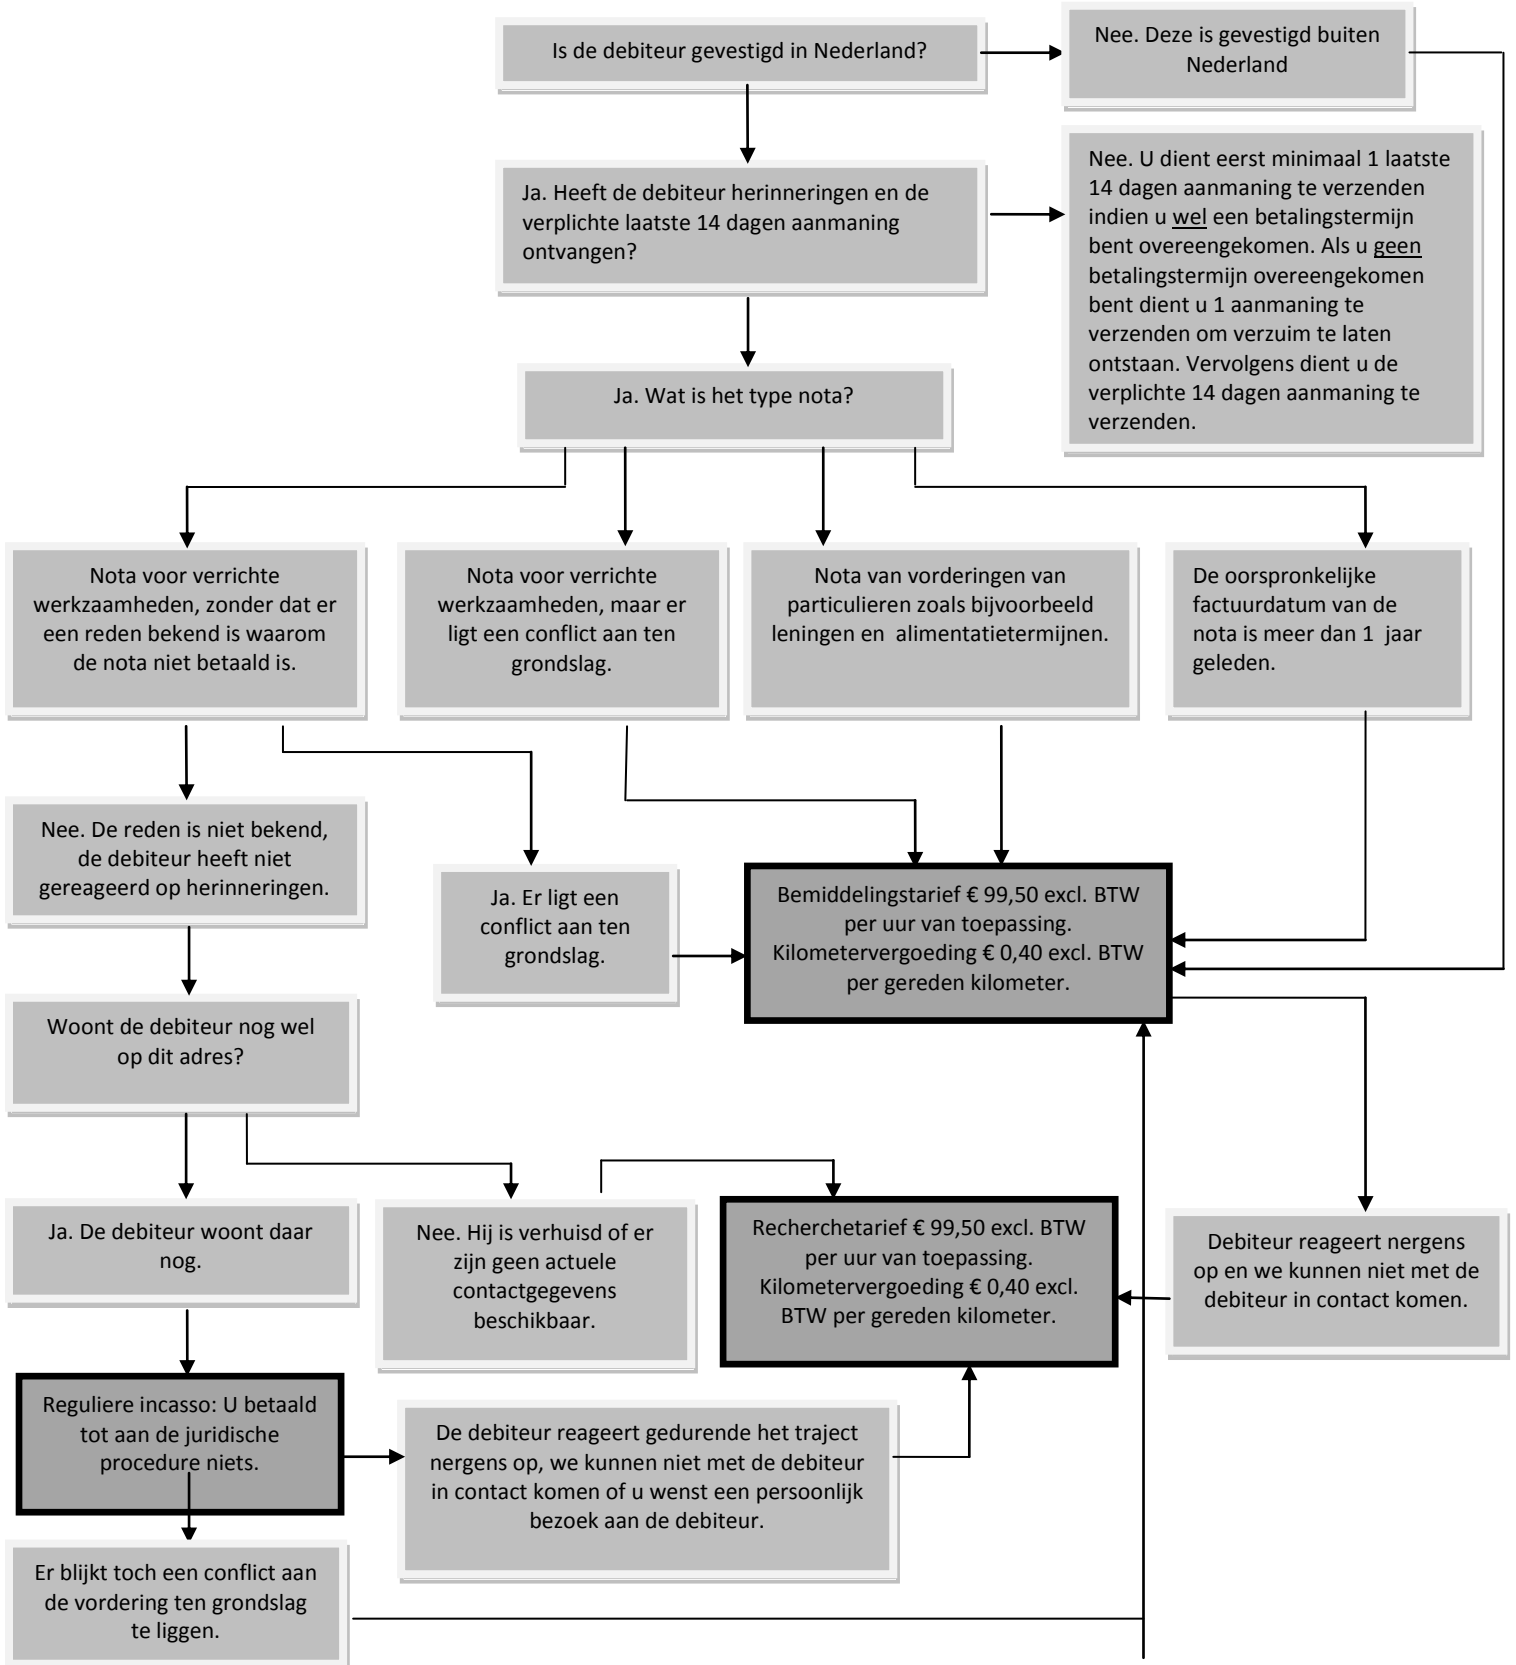 Is de debiteur gevestigd in Nederland?
Nee. Deze is gevestigd buiten
Nederland
Ja. Heeft de debiteur herinneringen en de
verplichte laatste 14 dagen aanmaning
ontvangen?
Nee. U dient eerst minimaal 1 laatste
14 dagen aanmaning te verzenden
indien u wel een betalingstermijn
bent overeengekomen. Als u geen
betalingstermijn overeengekomen
bent dient u 1 aanmaning te
verzenden om verzuim te laten
ontstaan. Vervolgens dient u de
verplichte 14 dagen aanmaning te
verzenden.
Ja. Wat is het type nota?
Nota voor verrichte
werkzaamheden, zonder dat er
een reden bekend is waarom
de nota niet betaald is.
Nota voor verrichte
werkzaamheden, maar er
ligt een conflict aan ten
grondslag.
Nota van vorderingen van
particulieren zoals bijvoorbeeld
leningen en alimentatietermijnen.
De oorspronkelijke
factuurdatum van de
nota is meer dan 1 jaar
geleden.
Nee. De reden is niet bekend,
de debiteur heeft niet
gereageerd op herinneringen.
Ja. Er ligt een
conflict aan ten
grondslag.
Bemiddelingstarief € 99,50 excl. BTW
per uur van toepassing.
Kilometervergoeding € 0,40 excl. BTW
per gereden kilometer.
Woont de debiteur nog wel
op dit adres?
Ja. De debiteur woont daar
nog.
Nee. Hij is verhuisd of er
zijn geen actuele
contactgegevens
beschikbaar.
Recherchetarief € 99,50 excl. BTW
per uur van toepassing.
Kilometervergoeding € 0,40 excl.
BTW per gereden kilometer.
Debiteur reageert nergens
op en we kunnen niet met de
debiteur in contact komen.
Reguliere incasso: U betaald
tot aan de juridische
procedure niets.
De debiteur reageert gedurende het traject
nergens op, we kunnen niet met de debiteur
in contact komen of u wenst een persoonlijk
bezoek aan de debiteur.
Er blijkt toch een conflict aan
de vordering ten grondslag
te liggen.